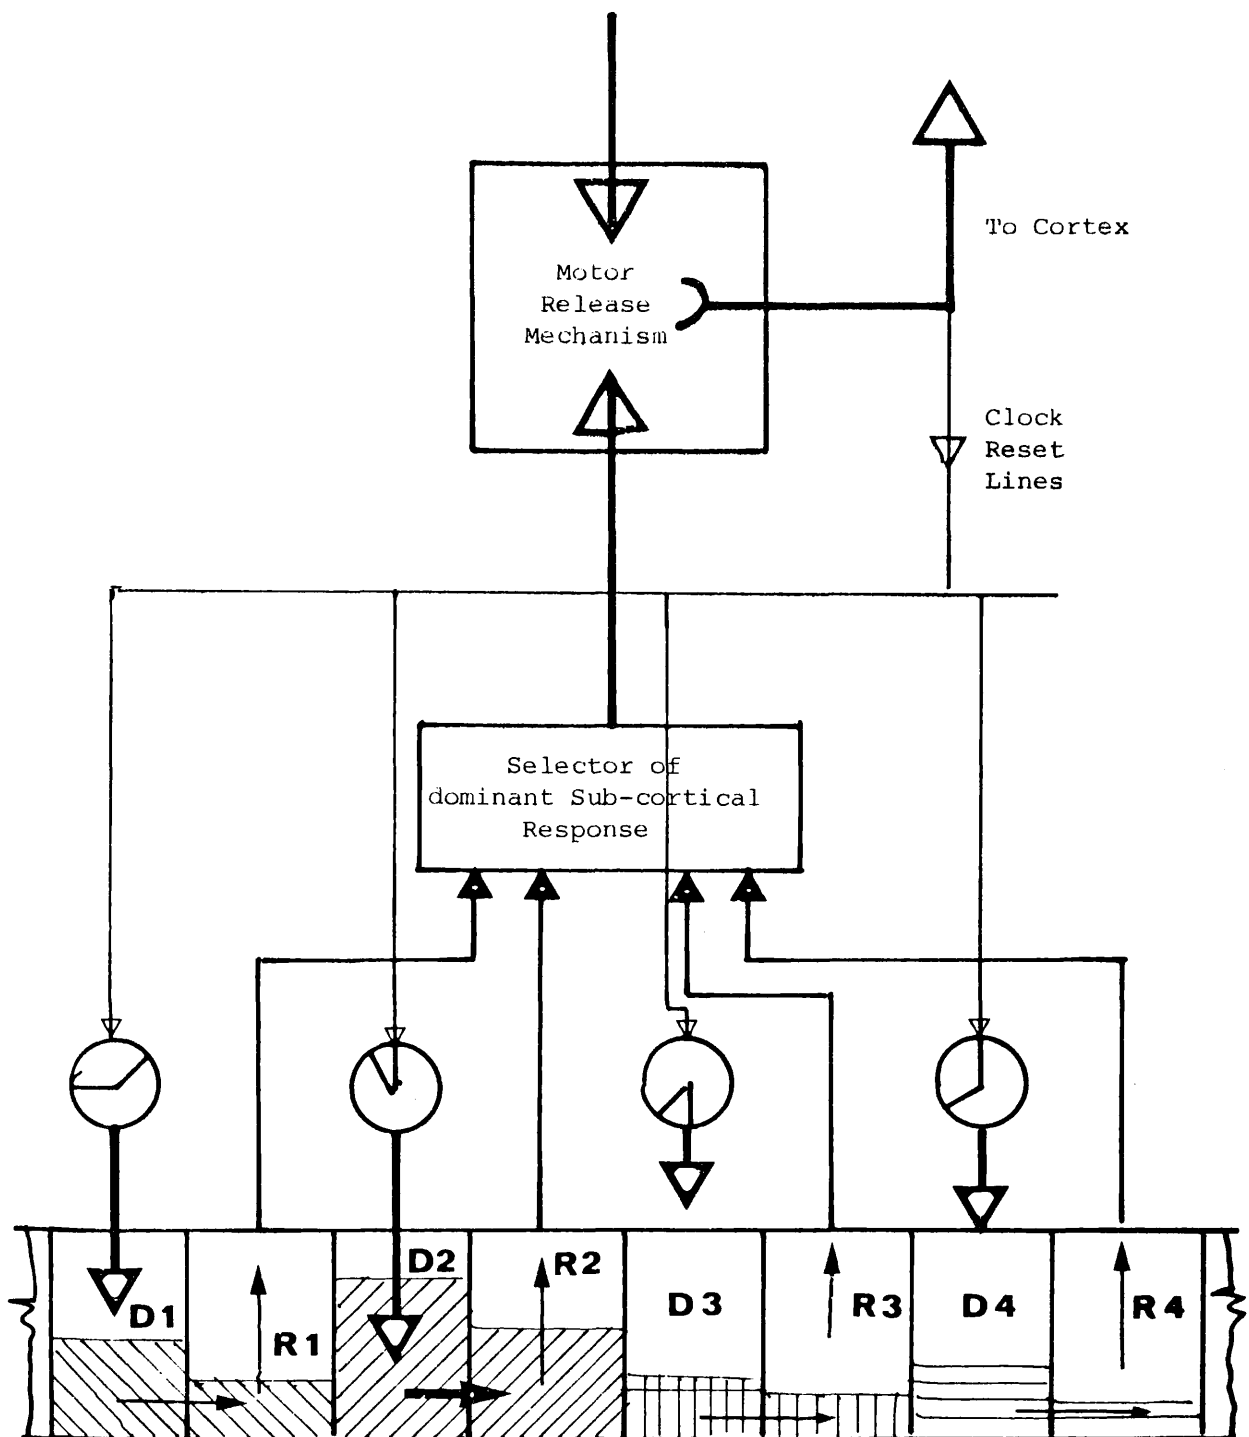 To Cortex
Motor
Release
Mechanism
Clock
Reset
Lines
Selector of
dominant Sub-cortical
Response
D1
R1
D2
R2
D3
R3
D4
R4